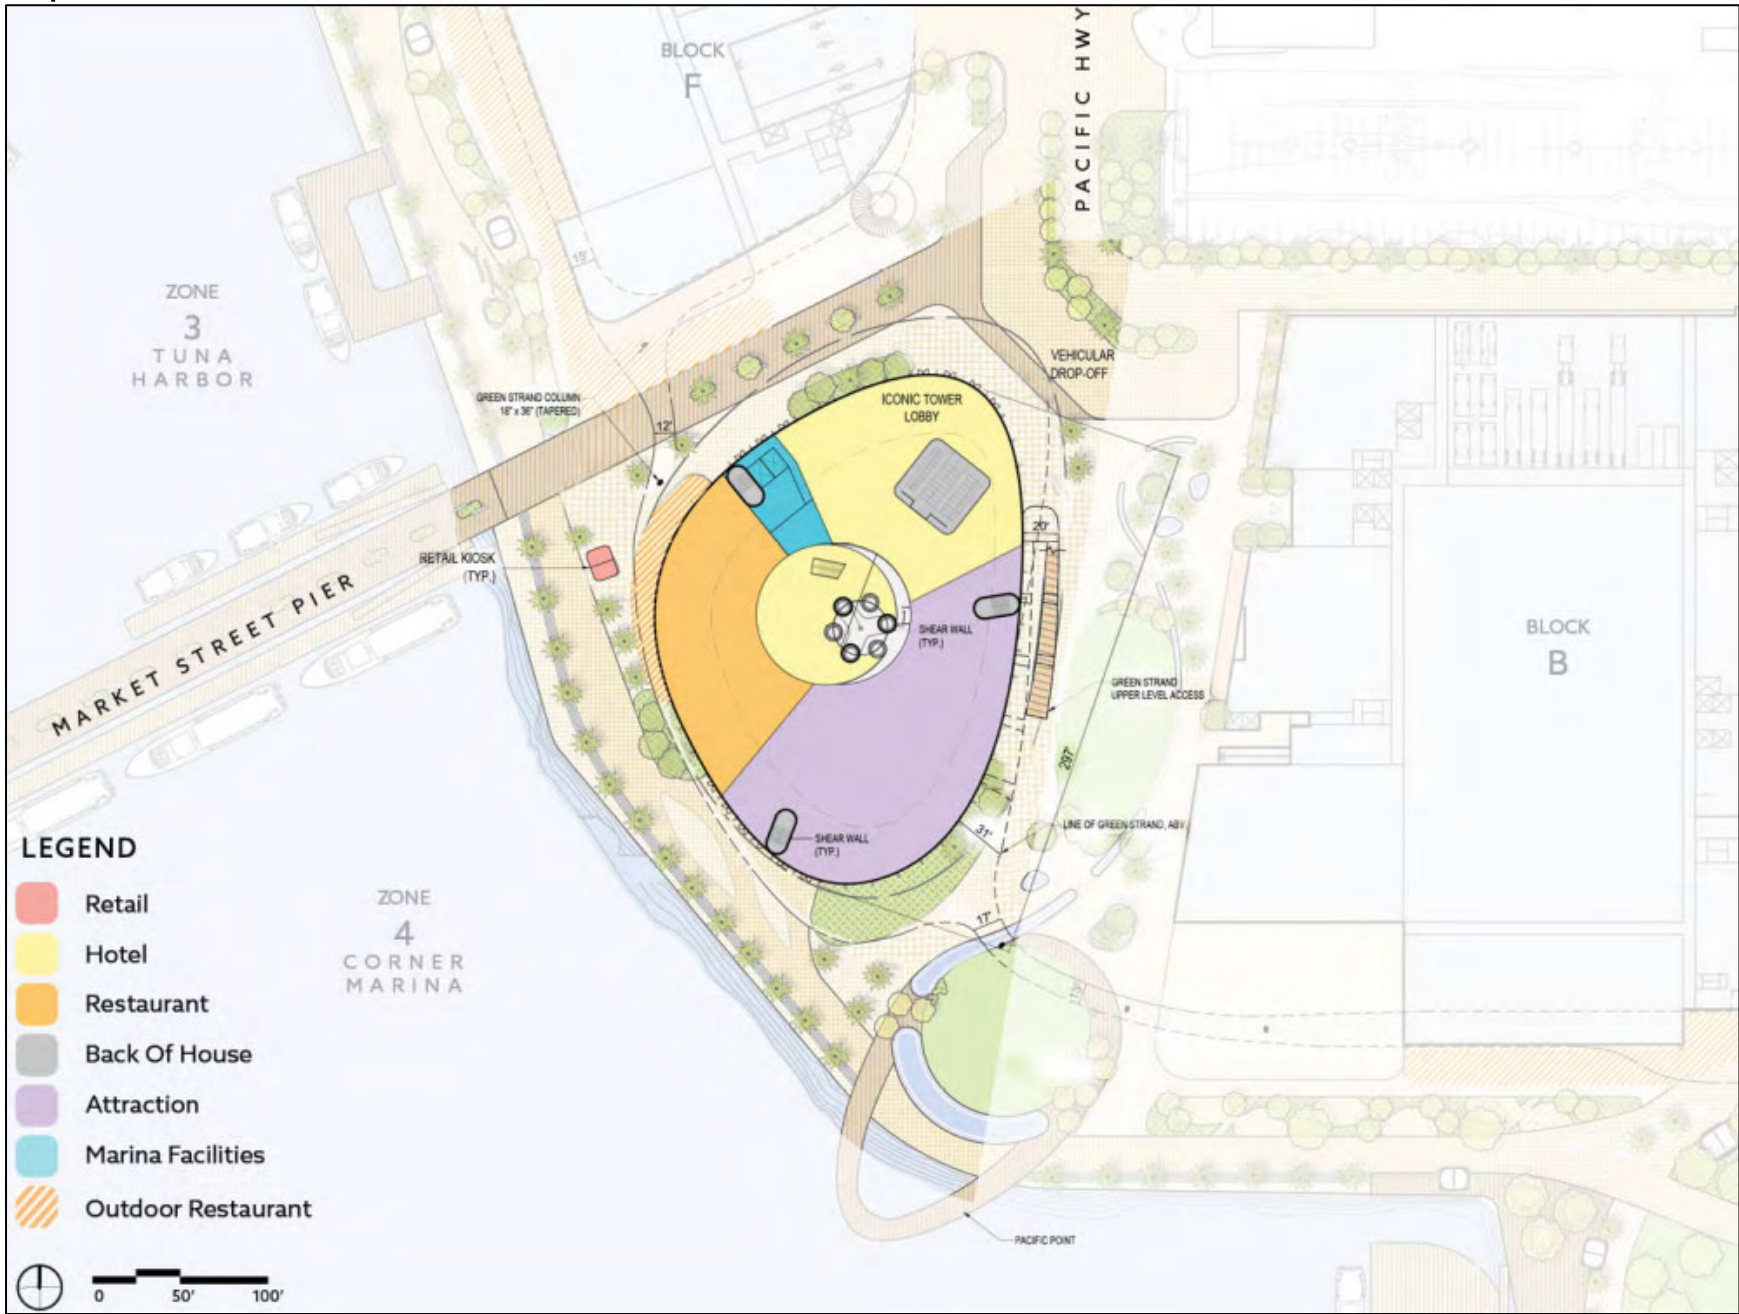 BLOCK
F
PACIFIC HWY
15'
ZONE
3
TUNA
HARBOR
VEHICULAR
DROP-OFF
GREEN STRAND COLUMN
18" x 36" (TAPERED)
12'
ICONIC TOWER
LOBBY
20'
RETAIL KIOSK
(TYP.)
MARKET STREET PIER
SHEAR WALL
(TYP.)
BLOCK
B
GREEN STRAND
UPPER LEVEL ACCESS
297'
31'
LINE OF GREEN STRAND, ABV.
SHEAR WALL
(TYP.)
17'
ZONE
4
CORNER
MARINA
LEGEND
Retail
Hotel
Restaurant
Back Of House
Attraction
Marina Facilities
Outdoor Restaurant
PACIFIC POINT
0 50' 100'